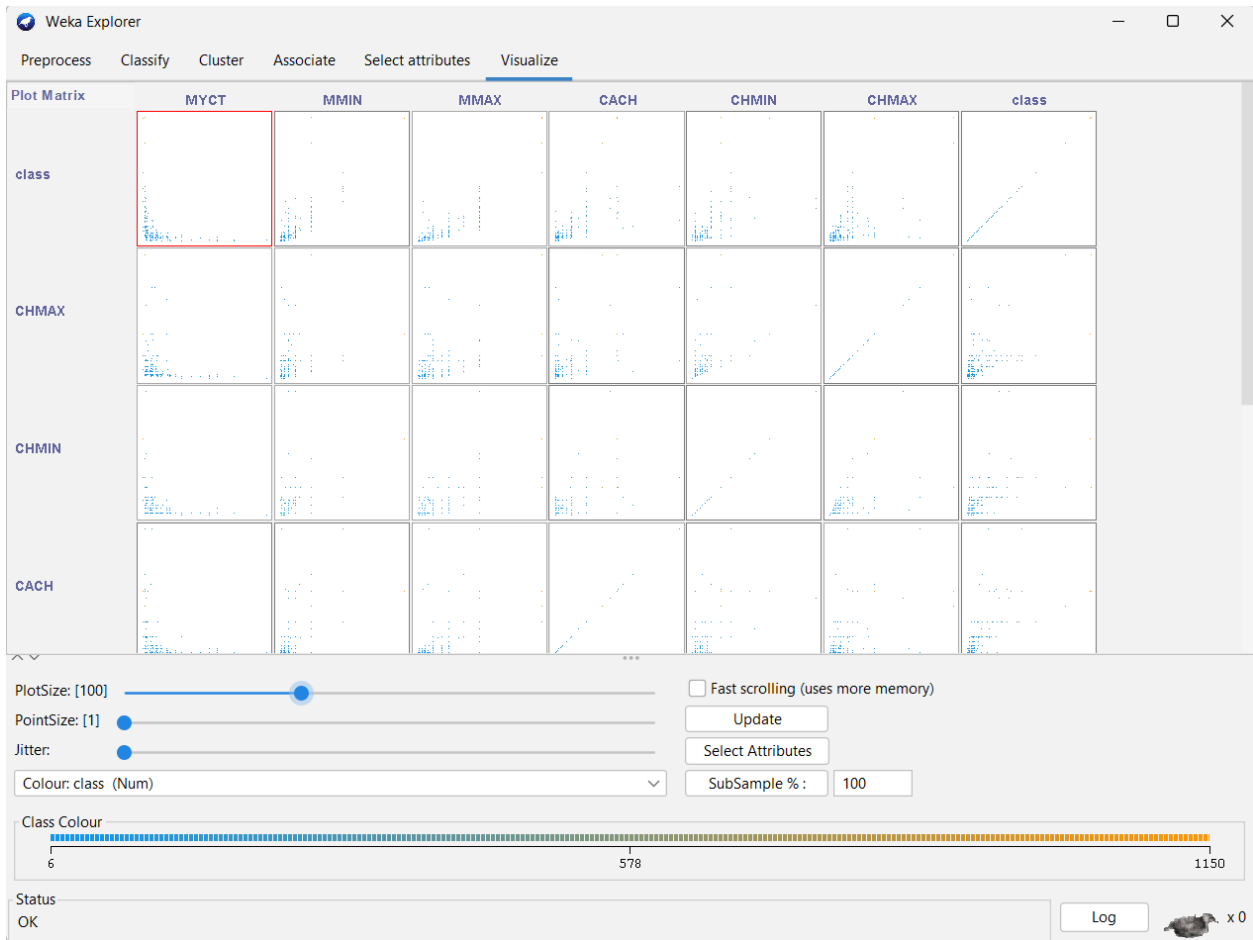 Weka Explorer
Preprocess Classify Cluster Associate Select attributes Visualize
Plot Matrix MYCT MMIN MMAX CACH CHMIN CHMAX class
class
CHMAX
CHMIN
CACH
PlotSize: [100] Fast scrolling (uses more memory)
PointSize: [1] Update
Jitter: Select Attributes
Colour: class (Num) SubSample % : 100
Class Colour
6 578 1150
Status
OK Log x 0